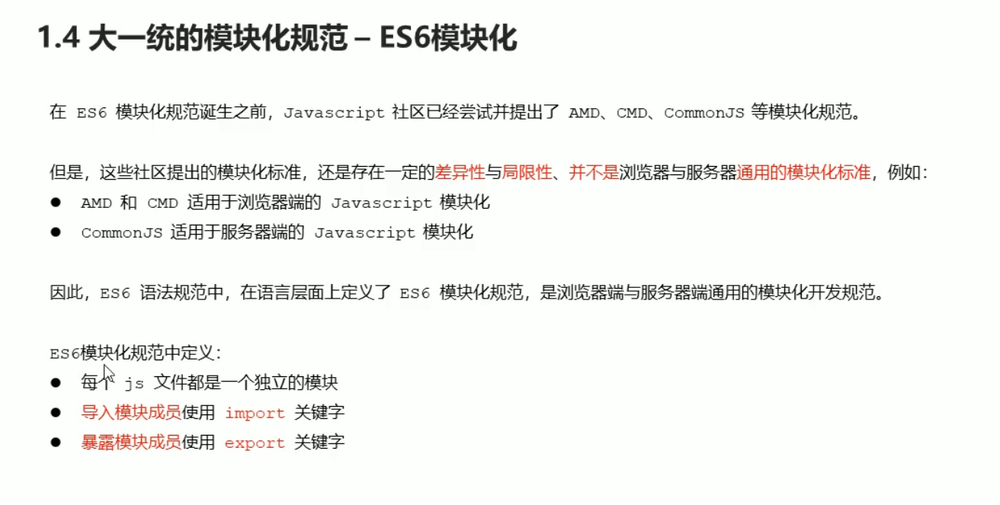 1.4 大一统的模块化规范 – ES6模块化
在 ES6 模块化规范诞生之前，Javascript 社区已经尝试并提出了 AMD、CMD、CommonJS 等模块化规范。
但是，这些社区提出的模块化标准，还是存在一定的差异性与局限性、并不是浏览器与服务器通用的模块化标准，例如：
● AMD 和 CMD 适用于浏览器端的 Javascript 模块化
● CommonJS 适用于服务器端的 Javascript 模块化
因此，ES6 语法规范中，在语言层面上定义了 ES6 模块化规范，是浏览器端与服务器端通用的模块化开发规范。
ES6模块化规范中定义：
● 每个 js 文件都是一个独立的模块
● 导入模块成员使用 import 关键字
● 暴露模块成员使用 export 关键字